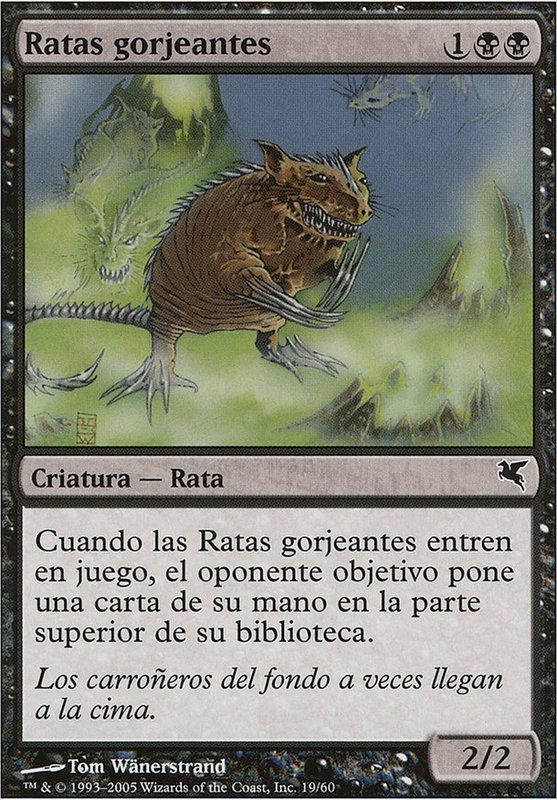 Ratas gorjeantes 1
Criatura — Rata
Cuando las Ratas gorjeantes entren
en juego, el oponente objetivo pone
una carta de su mano en la parte
superior de su biblioteca.
Los carroñeros del fondo a veces llegan
a la cima.
2/2
Tom Wänerstrand
™ & © 1993–2005 Wizards of the Coast, Inc. 19/60